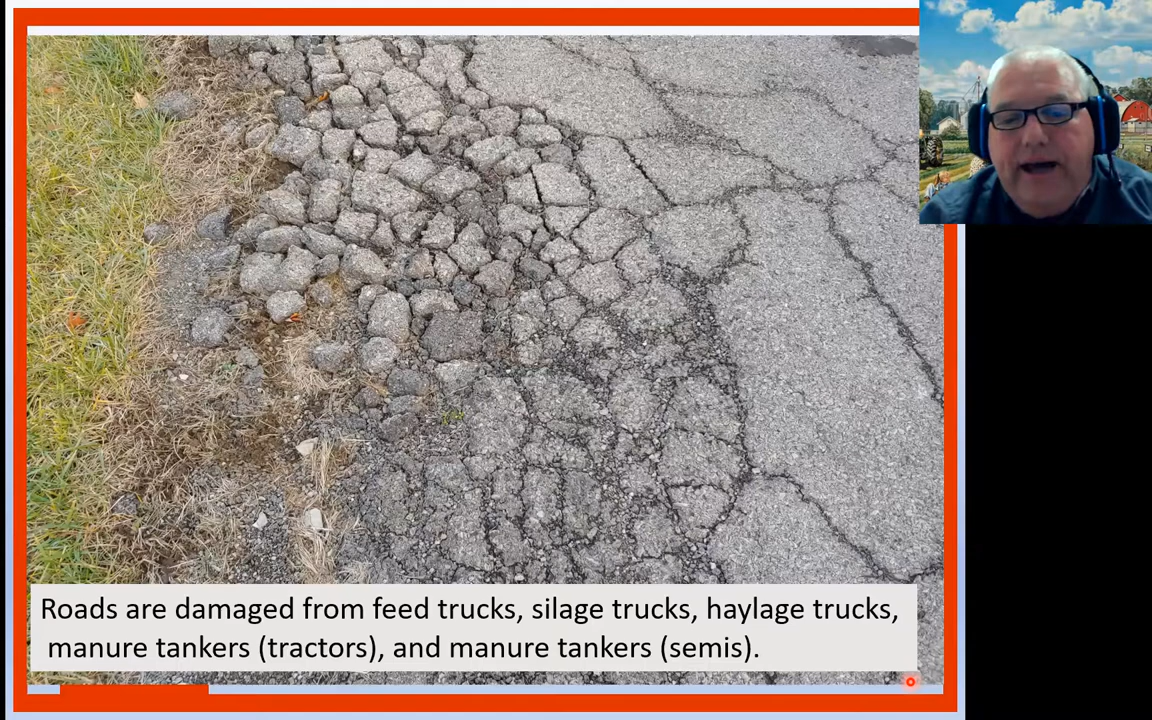 Roads are damaged from feed trucks, silage trucks, haylage trucks,
manure tankers (tractors), and manure tankers (semis).